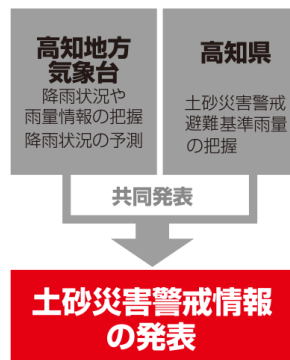 高知地方
気象台
降雨状況や
雨量情報の把握
降雨状況の予測
高知県
土砂災害警戒
避難基準雨量
の把握
共同発表
土砂災害警戒情報
の発表